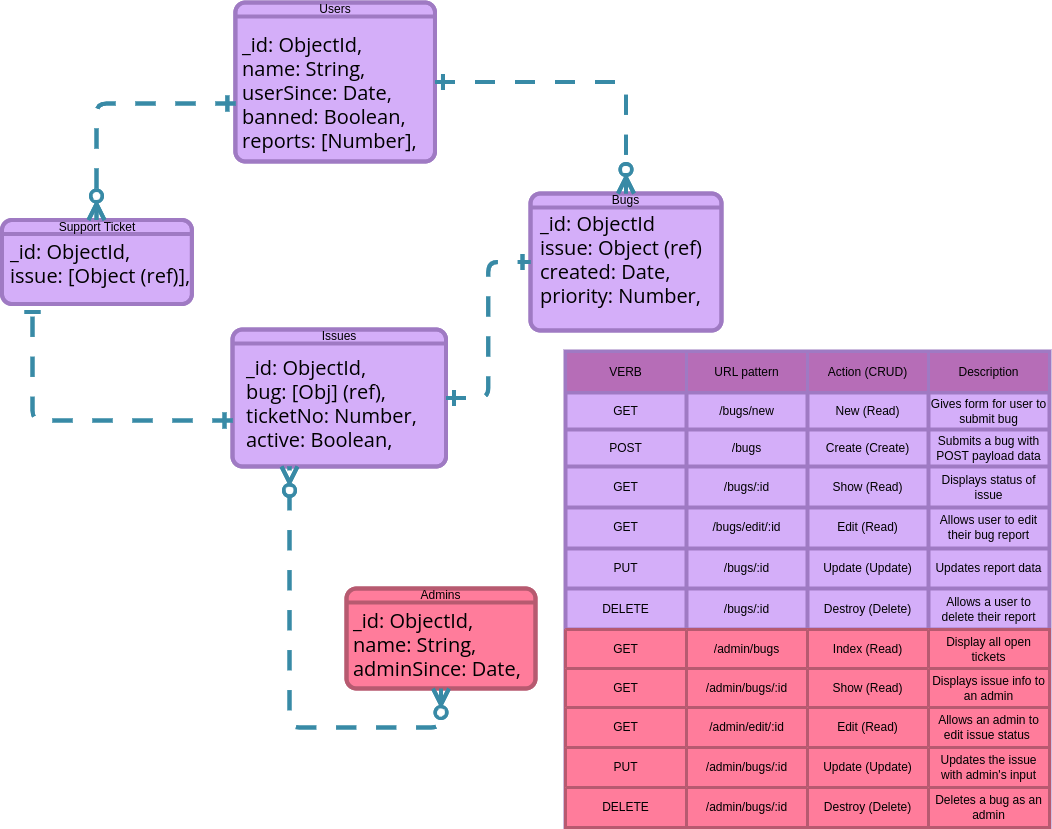 Users
_id: ObjectId,
name: String,
userSince: Date,
banned: Boolean,
reports: [Number],
Support Ticket
_id: ObjectId,
issue: [Object (ref)],
Bugs
_id: ObjectId
issue: Object (ref)
created: Date,
priority: Number,
Issues
_id: ObjectId,
bug: [Obj] (ref),
ticketNo: Number,
active: Boolean,
Admins
_id: ObjectId,
name: String,
adminSince: Date,
VERB URL pattern Action (CRUD) Description
GET /bugs/new New (Read) Gives form for user to
submit bug
POST /bugs Create (Create) Submits a bug with
POST payload data
GET /bugs/:id Show (Read) Displays status of
issue
GET /bugs/edit/:id Edit (Read) Allows user to edit
their bug report
PUT /bugs/:id Update (Update) Updates report data
DELETE /bugs/:id Destroy (Delete) Allows a user to
delete their report
GET /admin/bugs Index (Read) Display all open
tickets
GET /admin/bugs/:id Show (Read) Displays issue info to
an admin
GET /admin/edit/:id Edit (Read) Allows an admin to
edit issue status
PUT /admin/bugs/:id Update (Update) Updates the issue
with admin's input
DELETE /admin/bugs/:id Destroy (Delete) Deletes a bug as an
admin